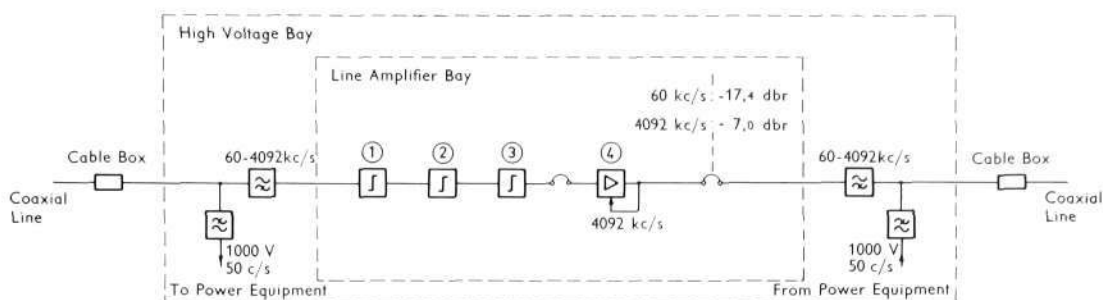 High Voltage Bay
Line Amplifier Bay
60 kc/s : -17,4 dbr
4092 kc/s - 7,0 dbr
Cable Box
60-4092kc/s
①
②
③
④
60-4092kc/s
Cable Box
Coaxial
Line
4092 kc/s
Coaxial
Line
1000 V
50 c/s
1000 V
50 c/s
To Power Equipment
From Power Equipment